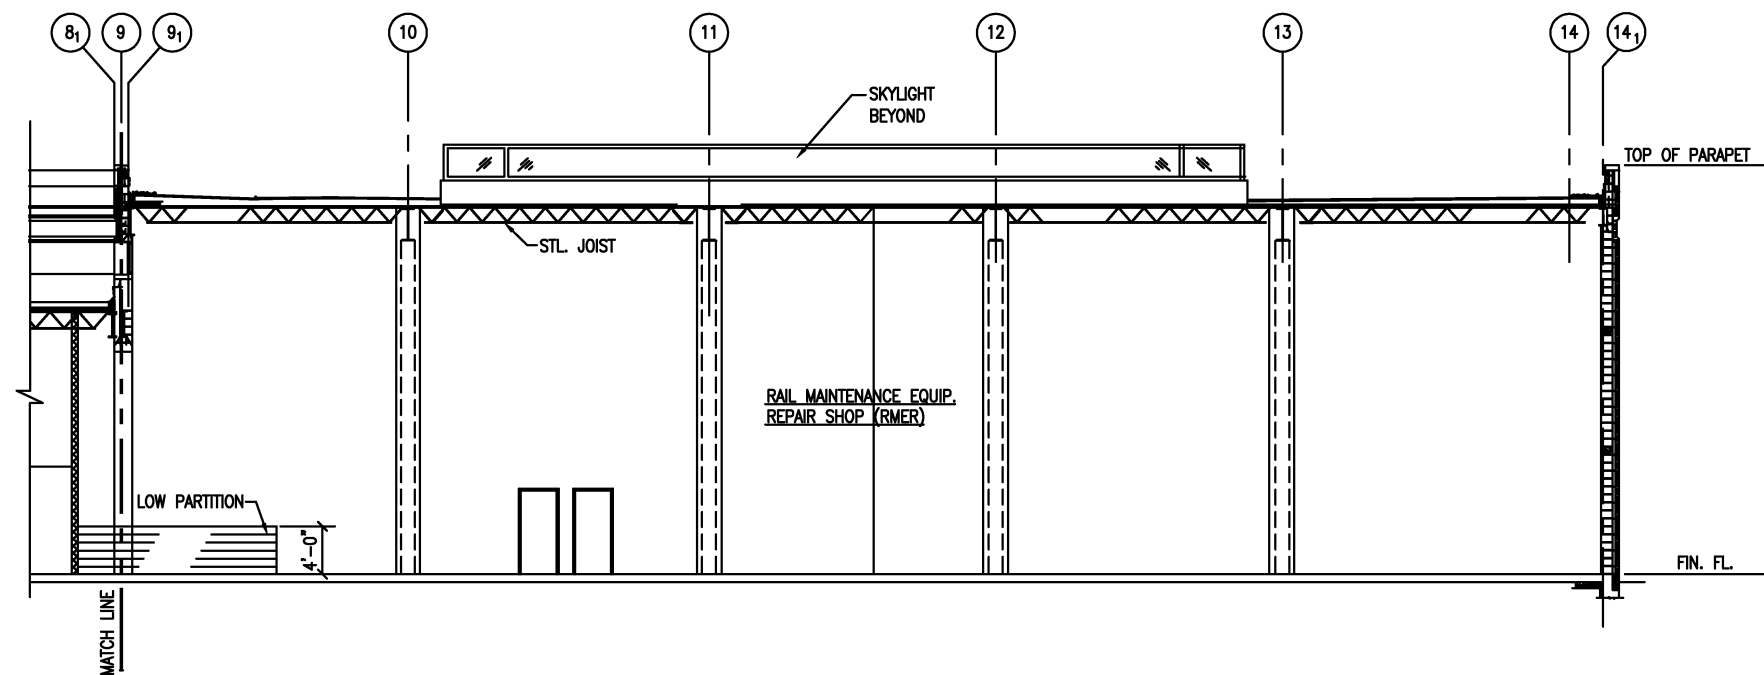 8₁ 9 9₁ 10 11 12 13 14 14₁
SKYLIGHT
BEYOND
TOP OF PARAPET
STL. JOIST
RAIL MAINTENANCE EQUIP.
REPAIR SHOP (RMER)
LOW PARTITION
4'-0"
FIN. FL.
MATCH LINE